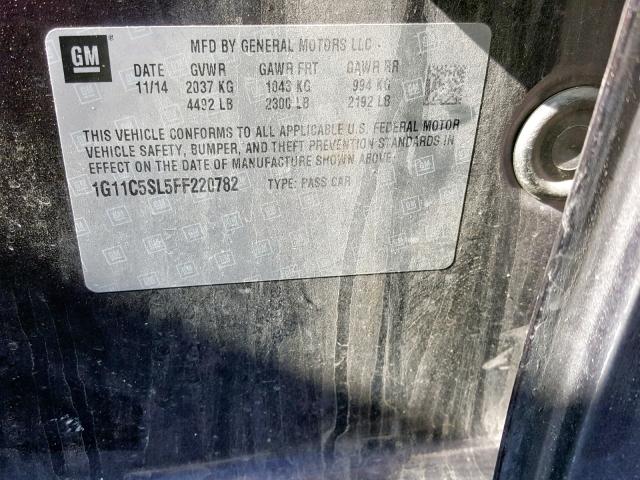 GM
MFD BY GENERAL MOTORS LLC
DATE GVWR GAWR FRT GAWR RR
11/14 2037 KG 1043 KG 994 KG
4492 LB 2300 LB 2192 LB
THIS VEHICLE CONFORMS TO ALL APPLICABLE U.S. FEDERAL MOTOR
VEHICLE SAFETY, BUMPER, AND THEFT PREVENTION STANDARDS IN
EFFECT ON THE DATE OF MANUFACTURE SHOWN ABOVE.
1G11C5SL5FF220782 TYPE: PASS CAR